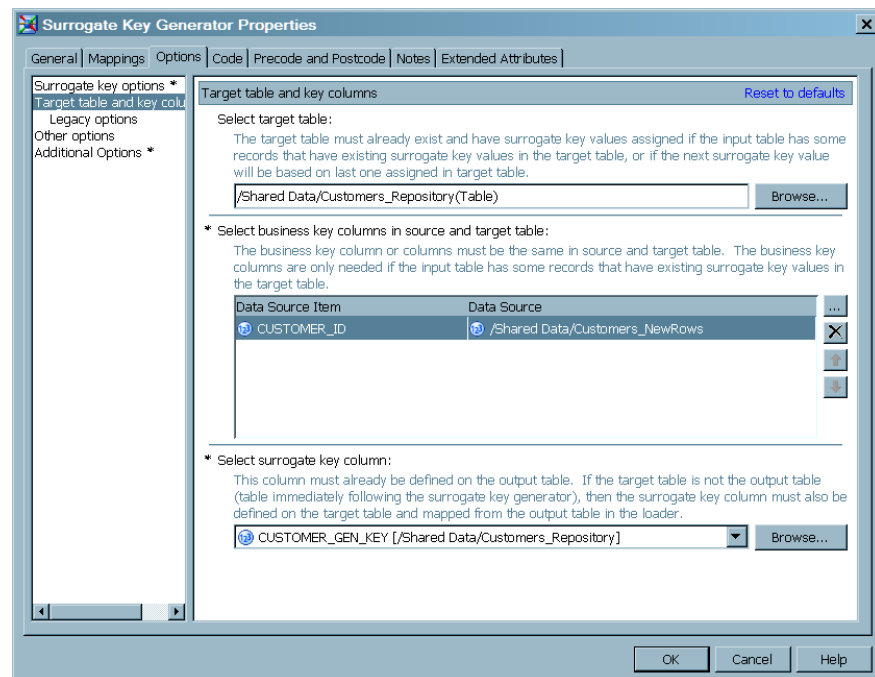 Surrogate Key Generator Properties
General Mappings Options Code Precode and Postcode Notes Extended Attributes
Surrogate key options *
Target table and key colu
Legacy options
Other options
Additional Options *
Target table and key columns Reset to defaults
Select target table:
The target table must already exist and have surrogate key values assigned if the input table has some
records that have existing surrogate key values in the target table, or if the next surrogate key value
will be based on last one assigned in target table.
/Shared Data/Customers_Repository(Table) Browse...
* Select business key columns in source and target table:
The business key column or columns must be the same in source and target table. The business key
columns are only needed if the input table has some records that have existing surrogate key values in
the target table.
Data Source Item Data Source ...
CUSTOMER_ID /Shared Data/Customers_NewRows
* Select surrogate key column:
This column must already be defined on the output table. If the target table is not the output table
(table immediately following the surrogate key generator), then the surrogate key column must also be
defined on the target table and mapped from the output table in the loader.
CUSTOMER_GEN_KEY [/Shared Data/Customers_Repository] Browse...
OK Cancel Help